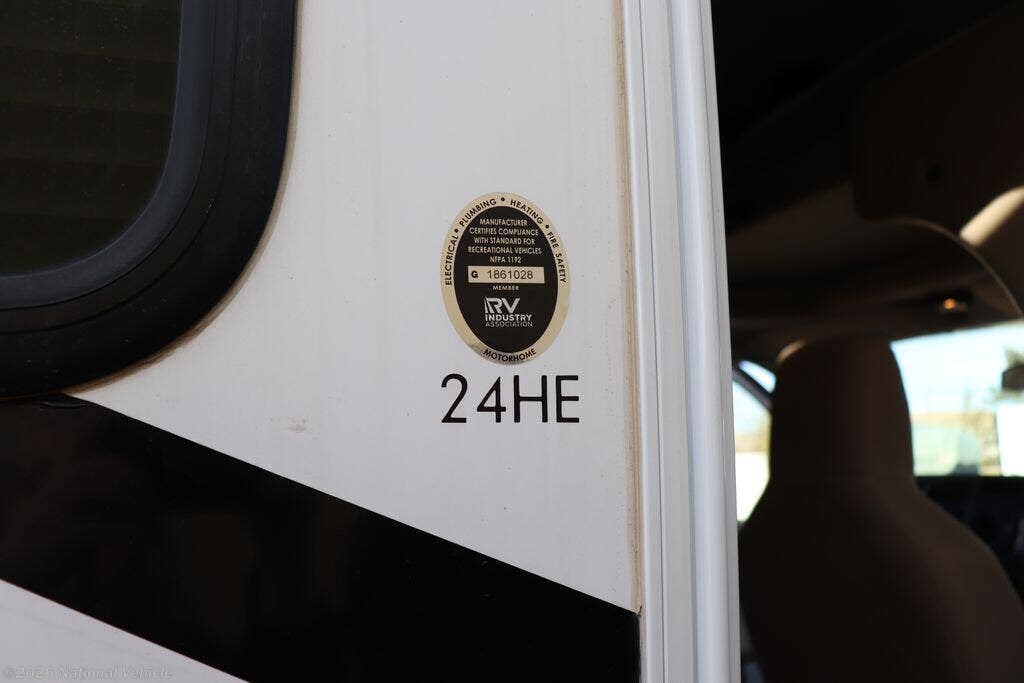 ELECTRICAL • PLUMBING • HEATING • FIRE SAFETY
MANUFACTURER
CERTIFIES COMPLIANCE
WITH STANDARD FOR
RECREATIONAL VEHICLES
NFPA 1192
G 1861028
MEMBER
RV
INDUSTRY
ASSOCIATION
MOTORHOME
24HE
©2026 National Vehicle